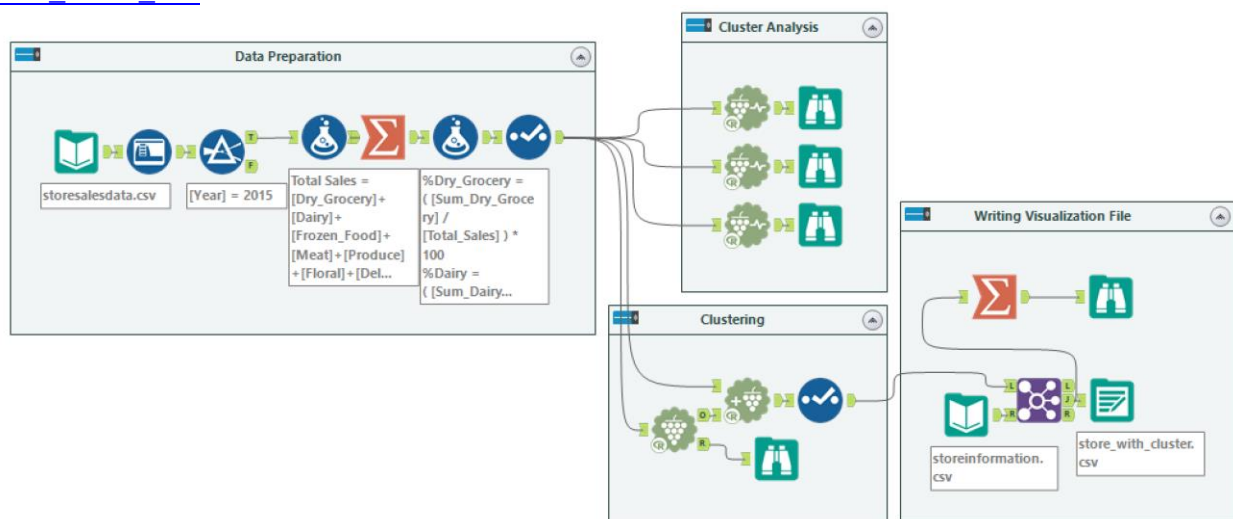 Data Preparation
storesalesdata.csv
T
F
[Year] = 2015
Total Sales =
[Dry_Grocery]+
[Dairy]+
[Frozen_Food]+
[Meat]+[Produce]
+[Floral]+[Del...
%Dry_Grocery =
( [Sum_Dry_Groce
ry] /
[Total_Sales] ) *
100
%Dairy =
( [Sum_Dairy...
Cluster Analysis
R
R
R
Clustering
R
O
R
+
R
Writing Visualization File
L
R
L
J
R
storeinformation.
csv
store_with_cluster.
csv